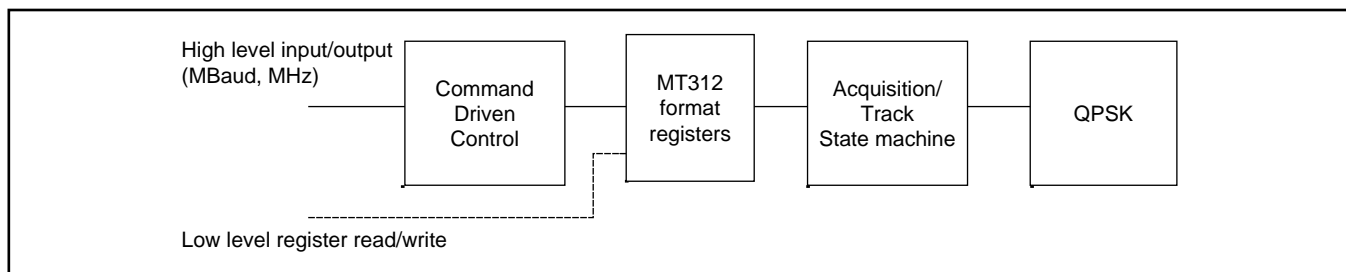 High level input/output
(MBaud, MHz)
Command
Driven
Control
MT312
format
registers
Acquisition/
Track
State machine
QPSK
Low level register read/write